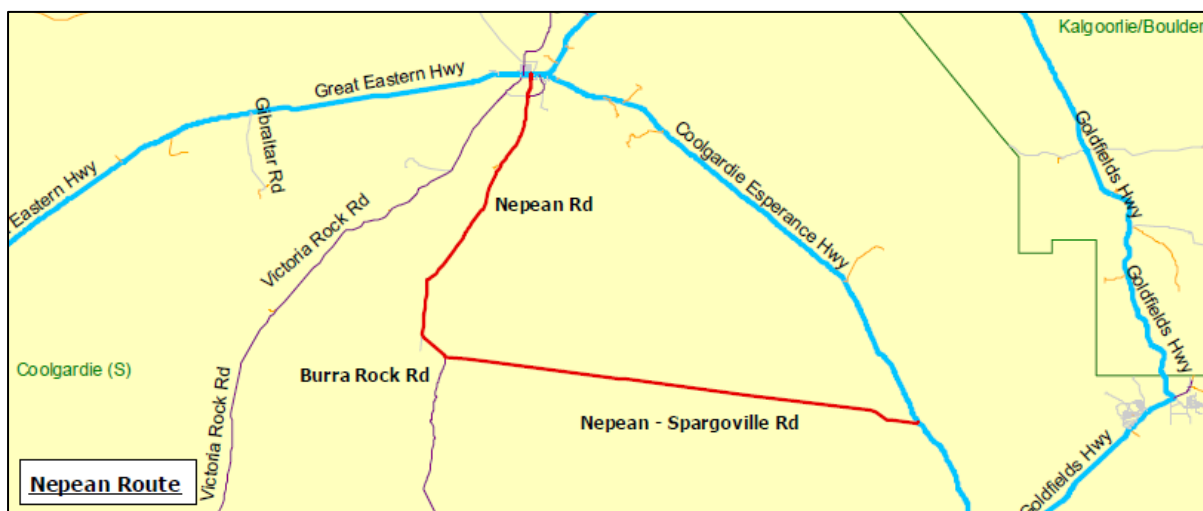 Kalgoorlie/Boulder
Great Eastern Hwy
Gibraltar Rd
Eastern Hwy
Coolgardie Esperance Hwy
Goldfields Hwy
Nepean Rd
Victoria Rock Rd
Goldfields Hwy
Coolgardie (S)
Burra Rock Rd
Victoria Rock Rd
Nepean - Spargoville Rd
Goldfields Hwy
Nepean Route